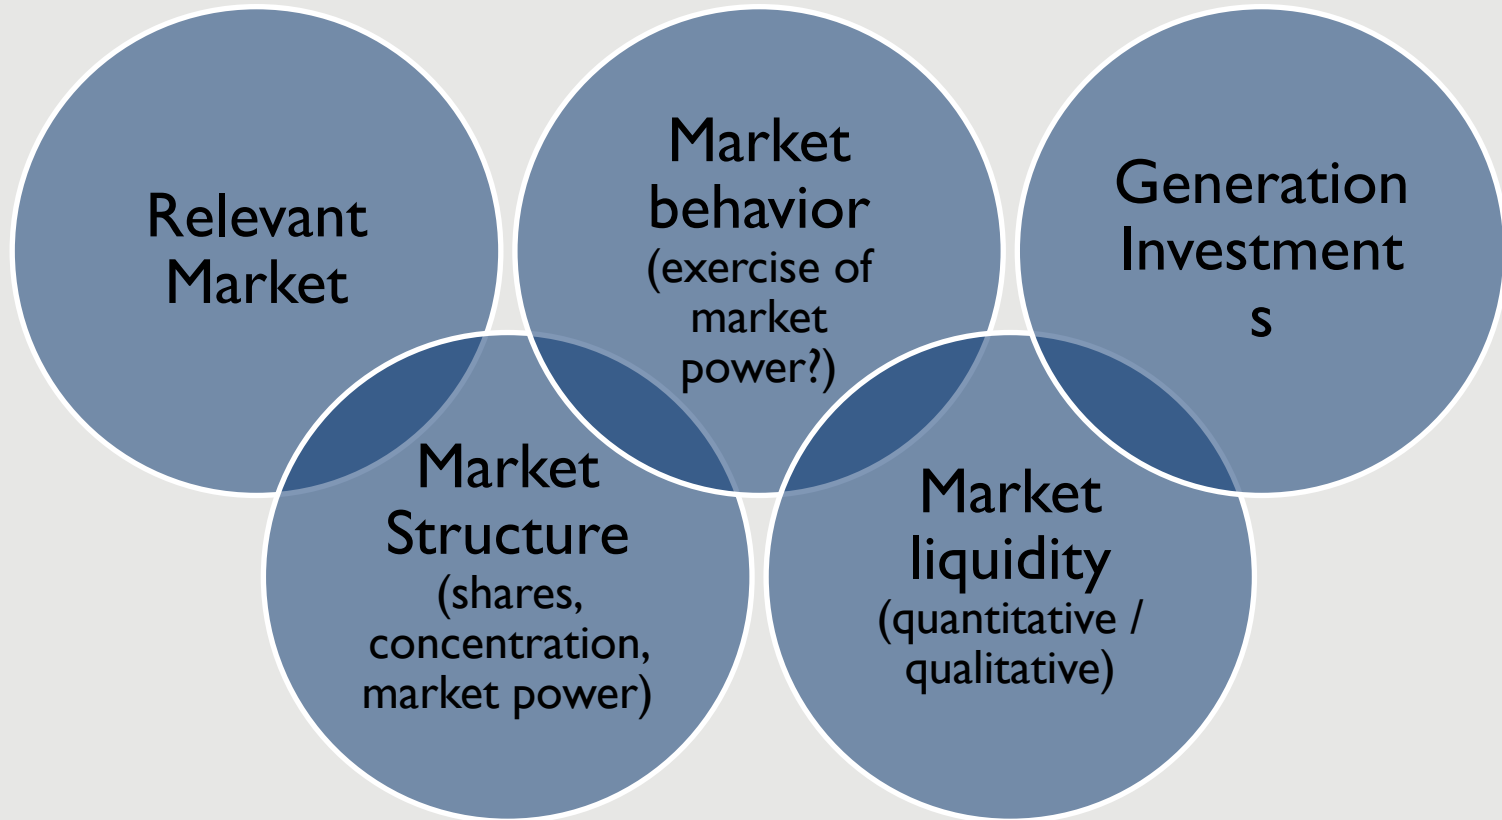 Relevant
Market
Market
behavior
(exercise of
market
power?)
Generation
Investment
s
Market
Structure
(shares,
concentration,
market power)
Market
liquidity
(quantitative /
qualitative)